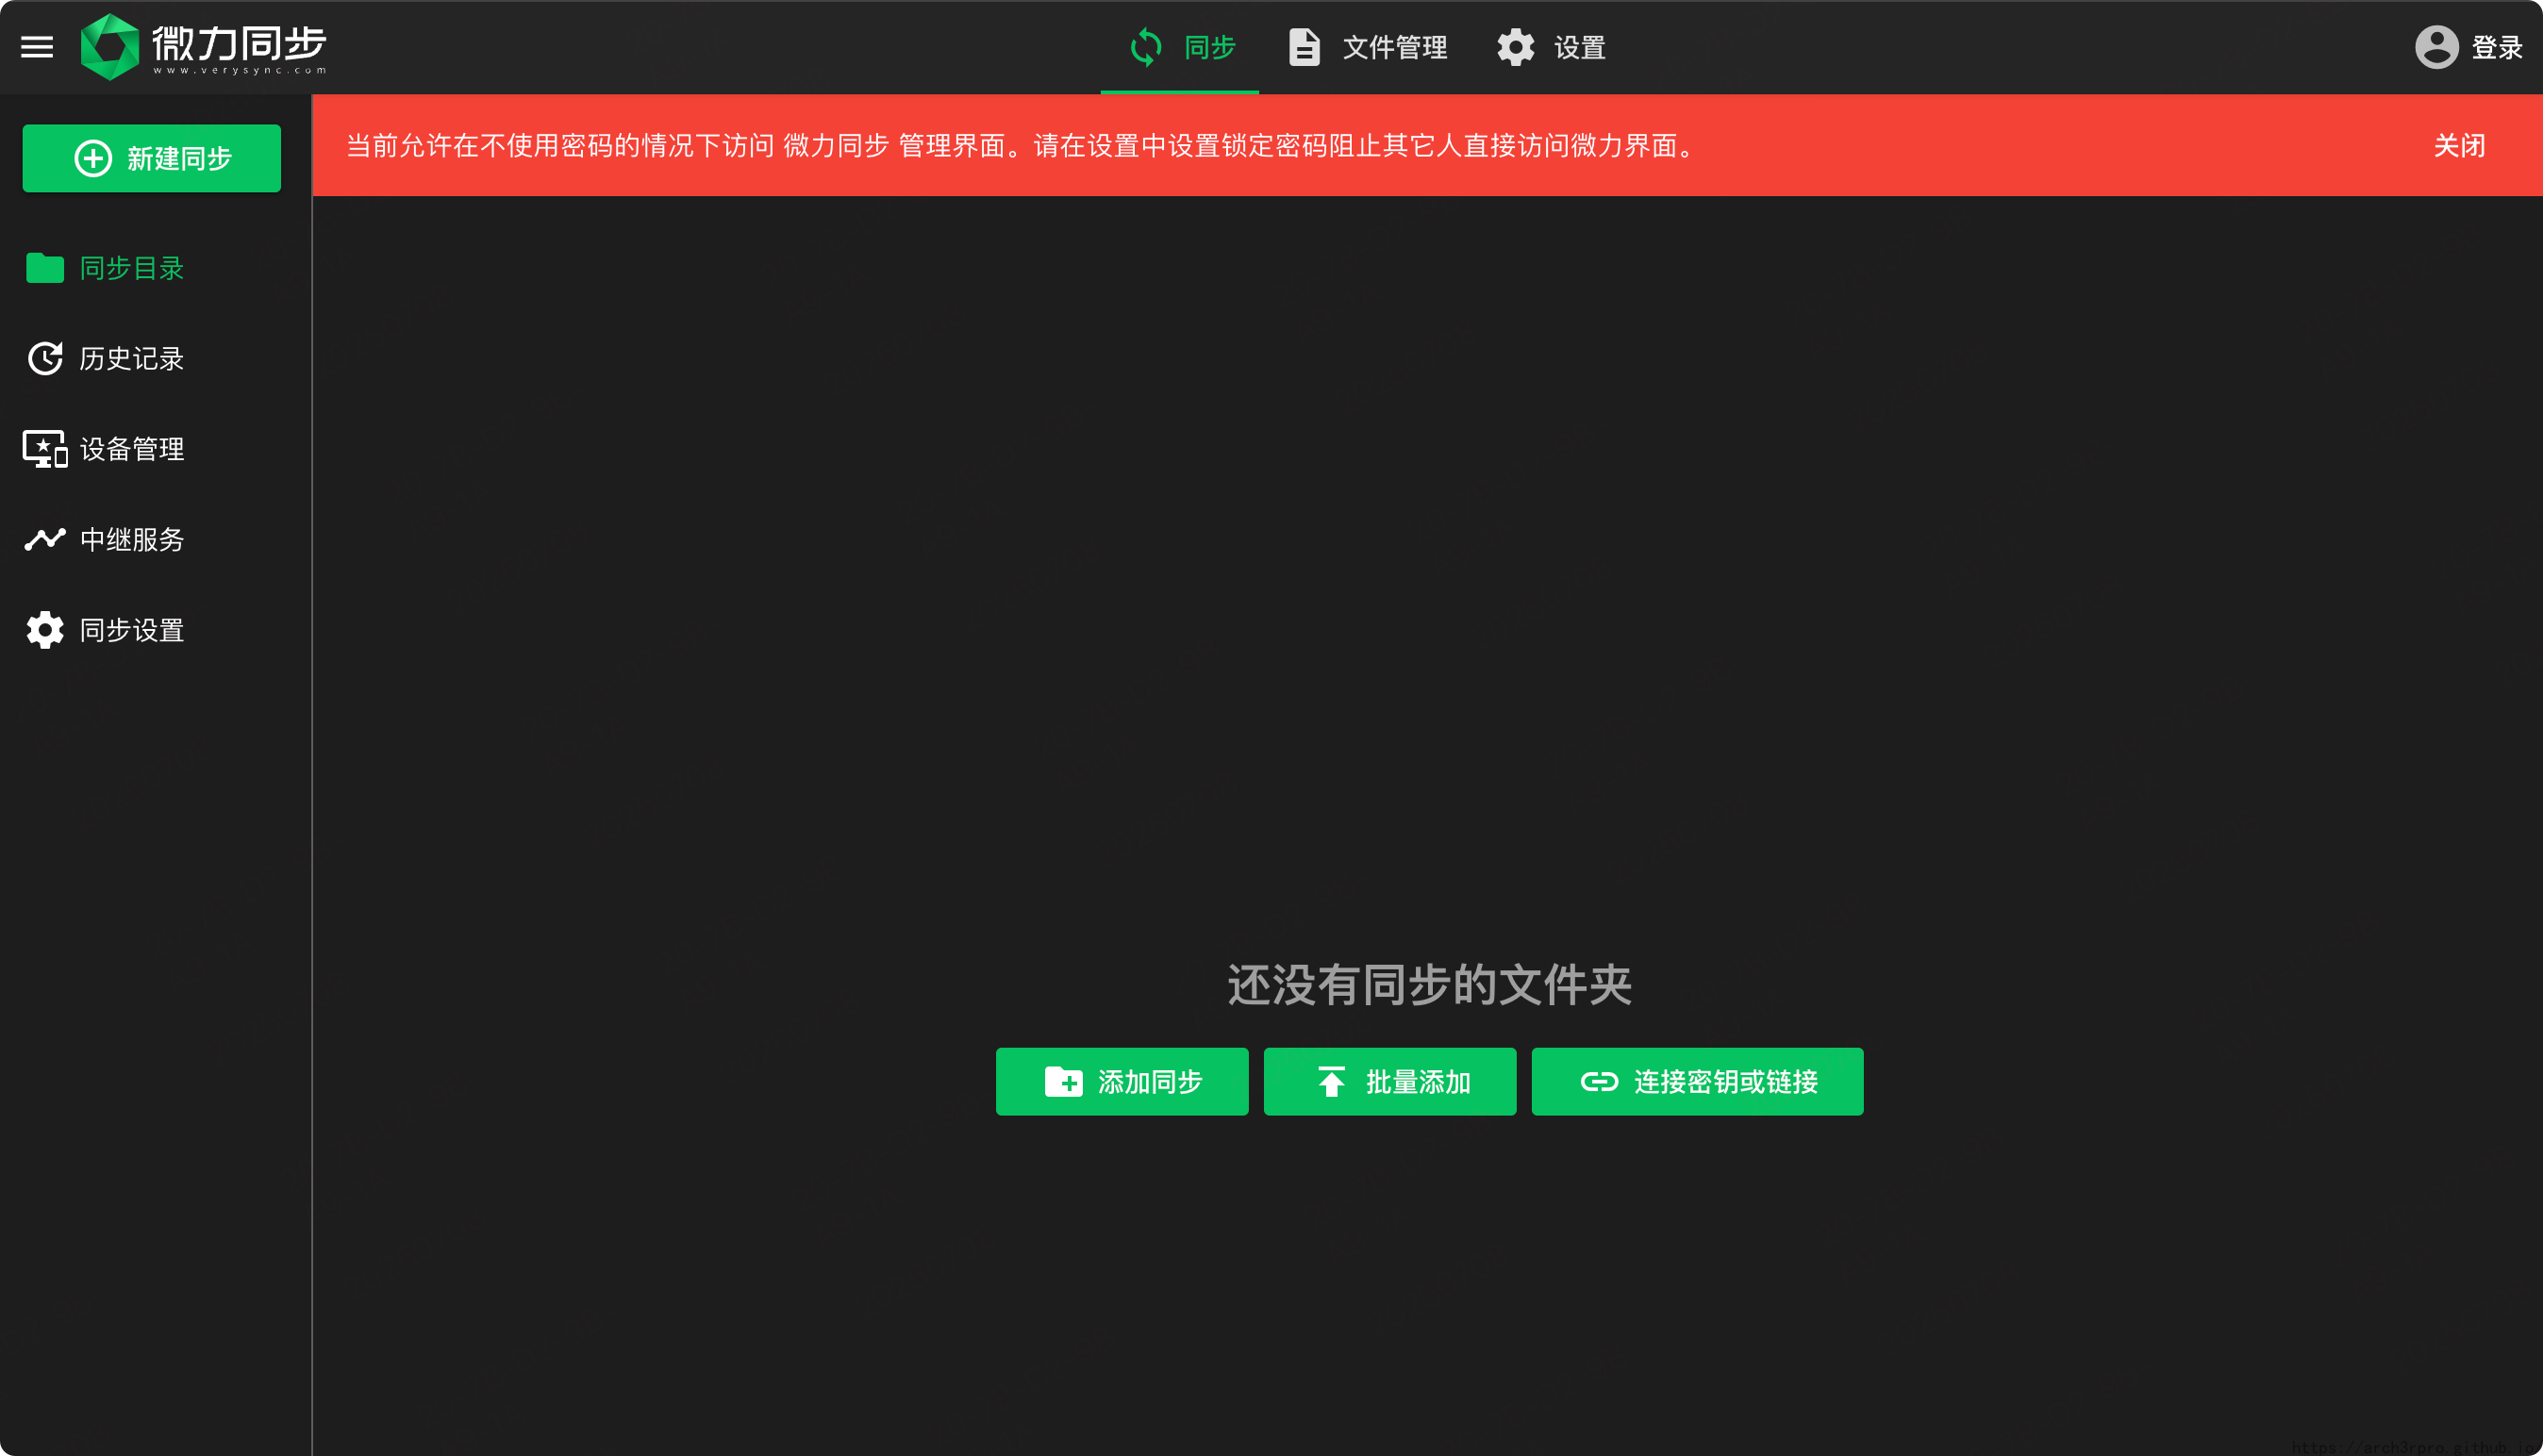 微力同步
www.verysync.com
同步
文件管理
设置
登录
新建同步
当前允许在不使用密码的情况下访问 微力同步 管理界面。请在设置中设置锁定密码阻止其它人直接访问微力界面。
关闭
同步目录
历史记录
设备管理
中继服务
同步设置
还没有同步的文件夹
添加同步
批量添加
连接密钥或链接
https://arch3rpro.github.io